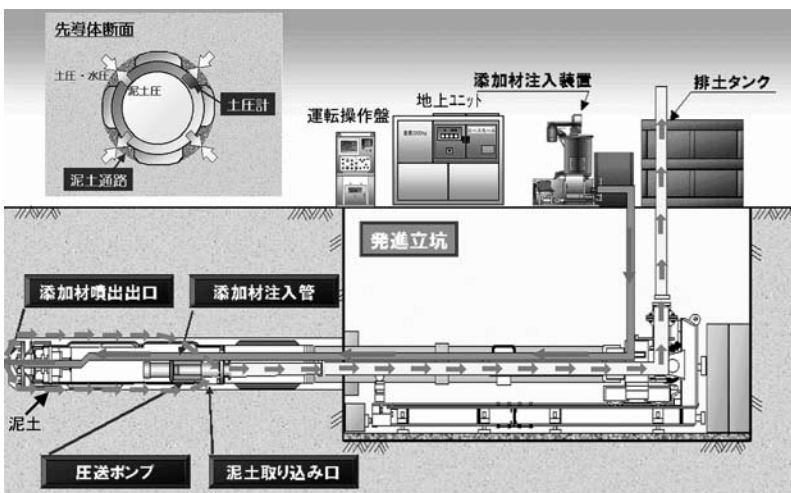 先導体断面
土圧・水圧
泥土圧
土圧計
泥土通路
運転操作盤
地上ユニット
添加材注入装置
排土タンク
発進立坑
添加材噴出出口
添加材注入管
泥土
圧送ポンプ
泥土取り込み口